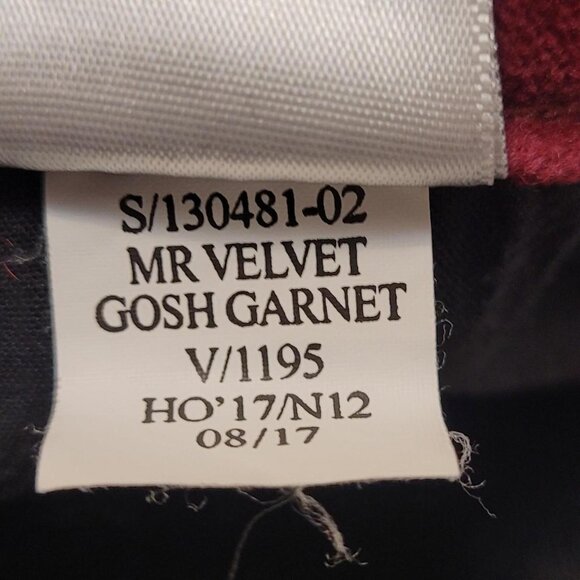 S/130481-02
MR VELVET
GOSH GARNET
V/1195
HO'17/N12
08/17